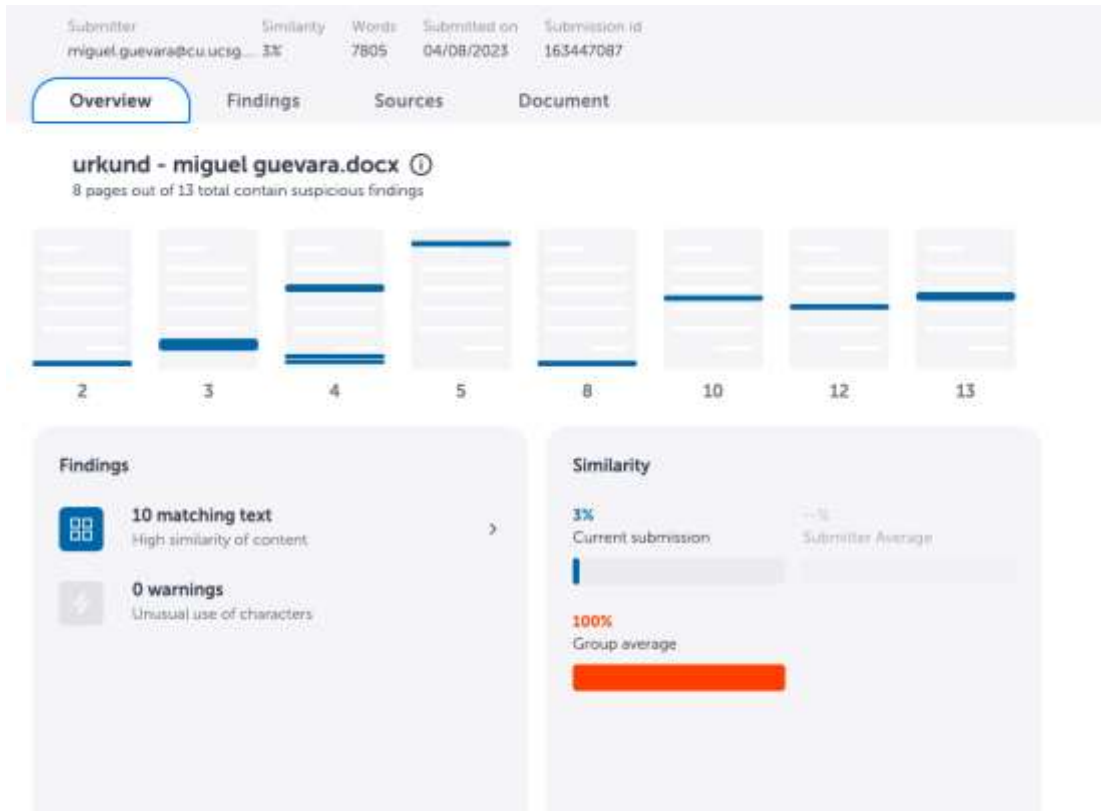 Submitter Similarity Words Submitted on Submission id
miguel.guevara@cu.ucsg... 3% 7805 04/08/2023 163447087
Overview Findings Sources Document
urkund - miguel guevara.docx
8 pages out of 13 total contain suspicious findings
2 3 4 5 8 10 12 13
Findings
10 matching text
High similarity of content
0 warnings
Unusual use of characters
Similarity
3% --%
Current submission Submitter Average
100%
Group average